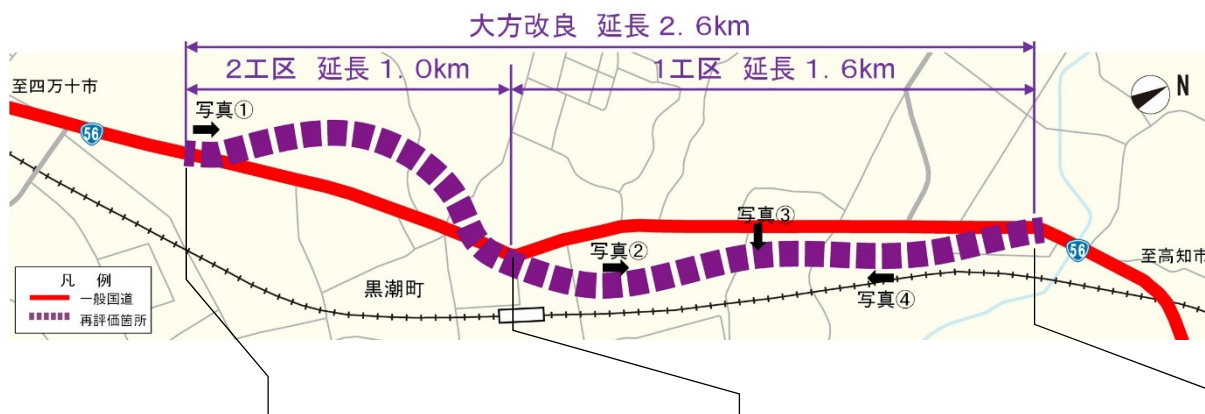 大方改良 延長 2. 6km
2工区 延長 1. 0km
1工区 延長 1. 6km
至四万十市
写真①
N
56
写真③
写真②
56
至高知市
凡 例
一般国道
再評価箇所
黒潮町
写真④